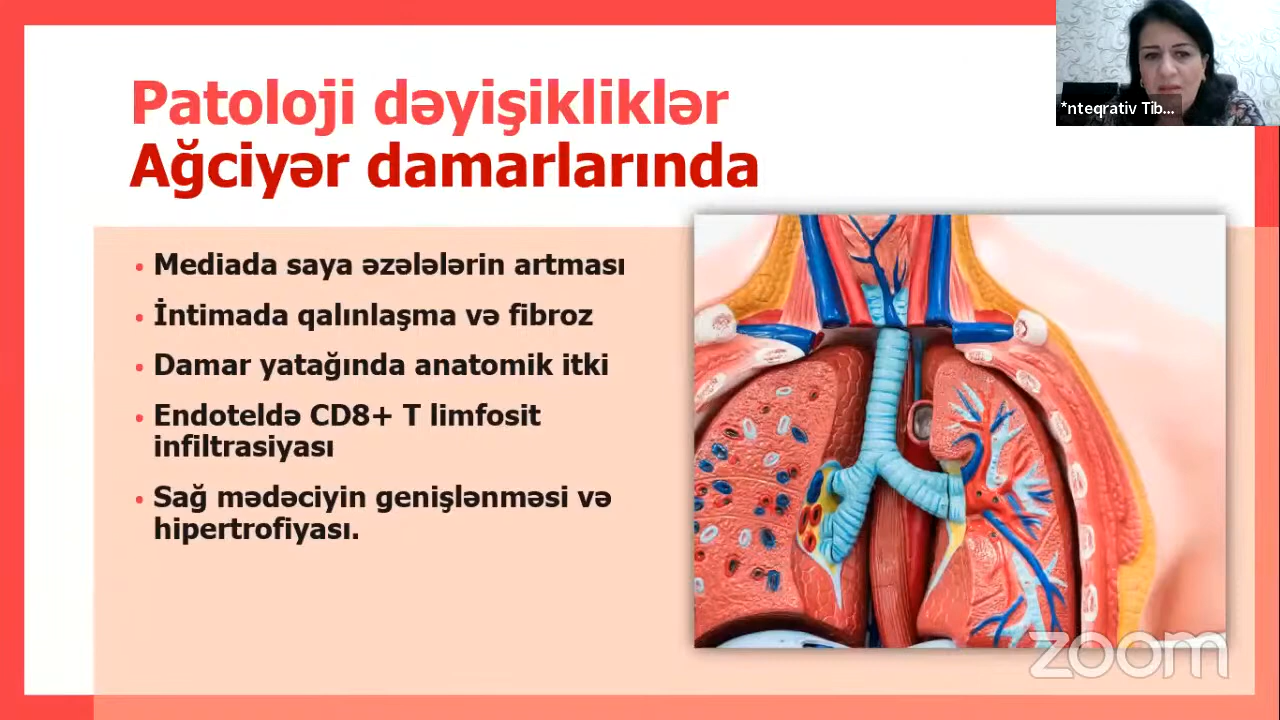 Patoloji dəyişikliklər
Ağciyər damarlarında
*nteqrativ Tib...
• Mediada saya əzələlərin artması
• İntimada qalınlaşma və fibroz
• Damar yatağında anatomik itki
• Endoteldə CD8+ T limfosit
infiltrasiyası
• Sağ mədəciyin genişlənməsi və
hipertrofiyası.
zoom